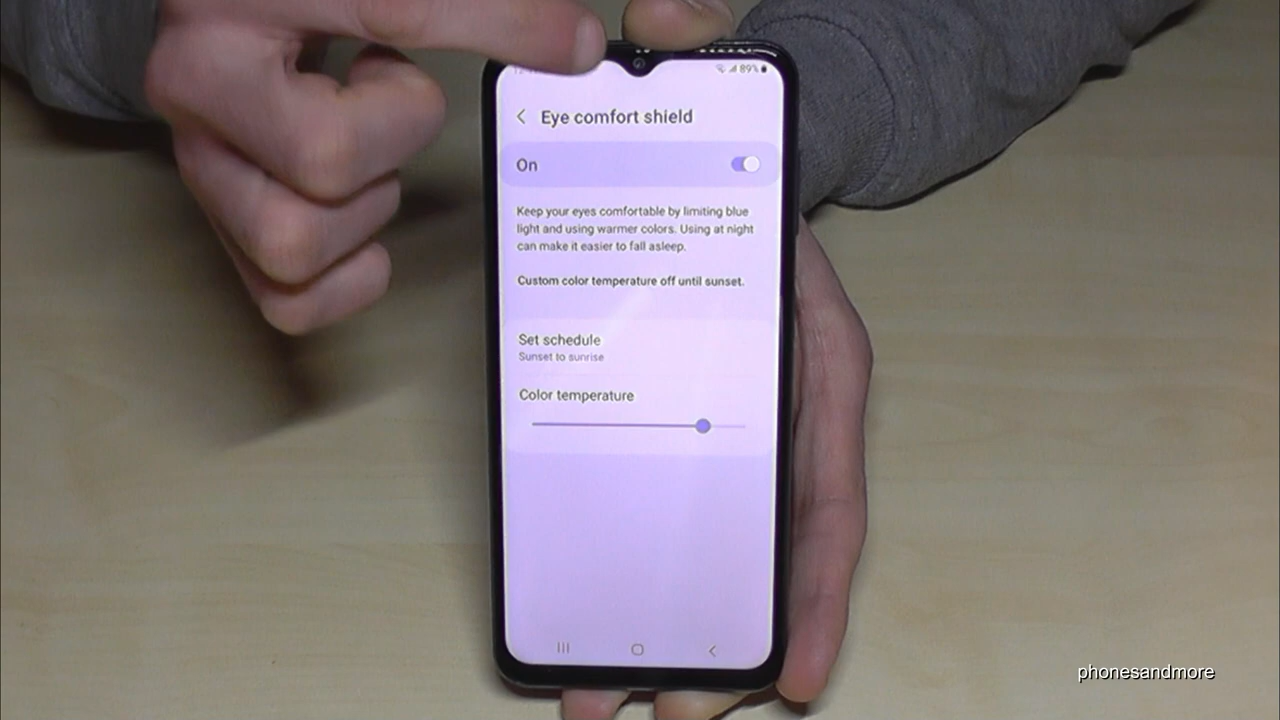 89%
Eye comfort shield
On
Keep your eyes comfortable by limiting blue
light and using warmer colors. Using at night
can make it easier to fall asleep.
Custom color temperature off until sunset.
Set schedule
Sunset to sunrise
Color temperature
phonesandmore